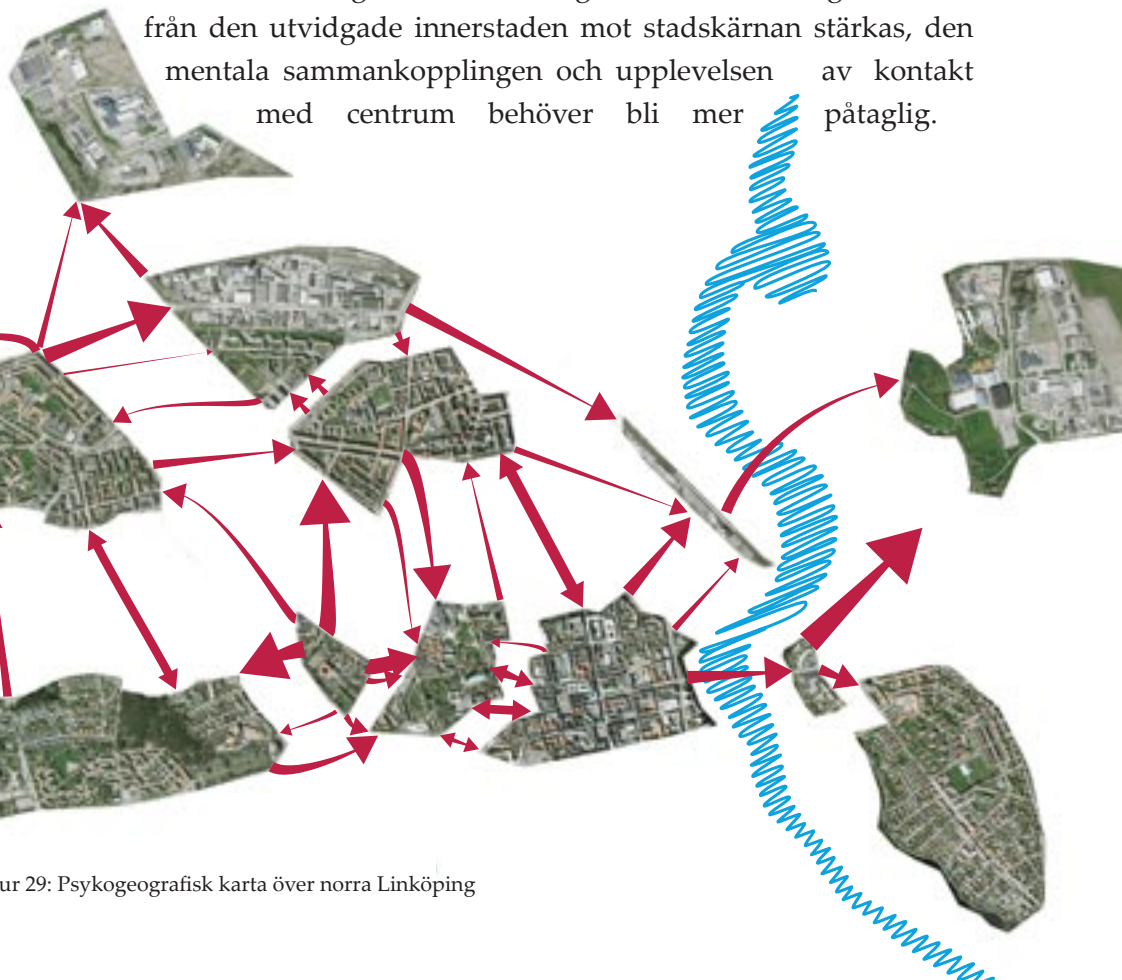 från den utvidgade innerstaden mot stadskärnan stärkas, den
mentala sammankopplingen och upplevelsen av kontakt
med centrum behöver bli mer påtaglig.
ur 29: Psykogeografisk karta över norra Linköping